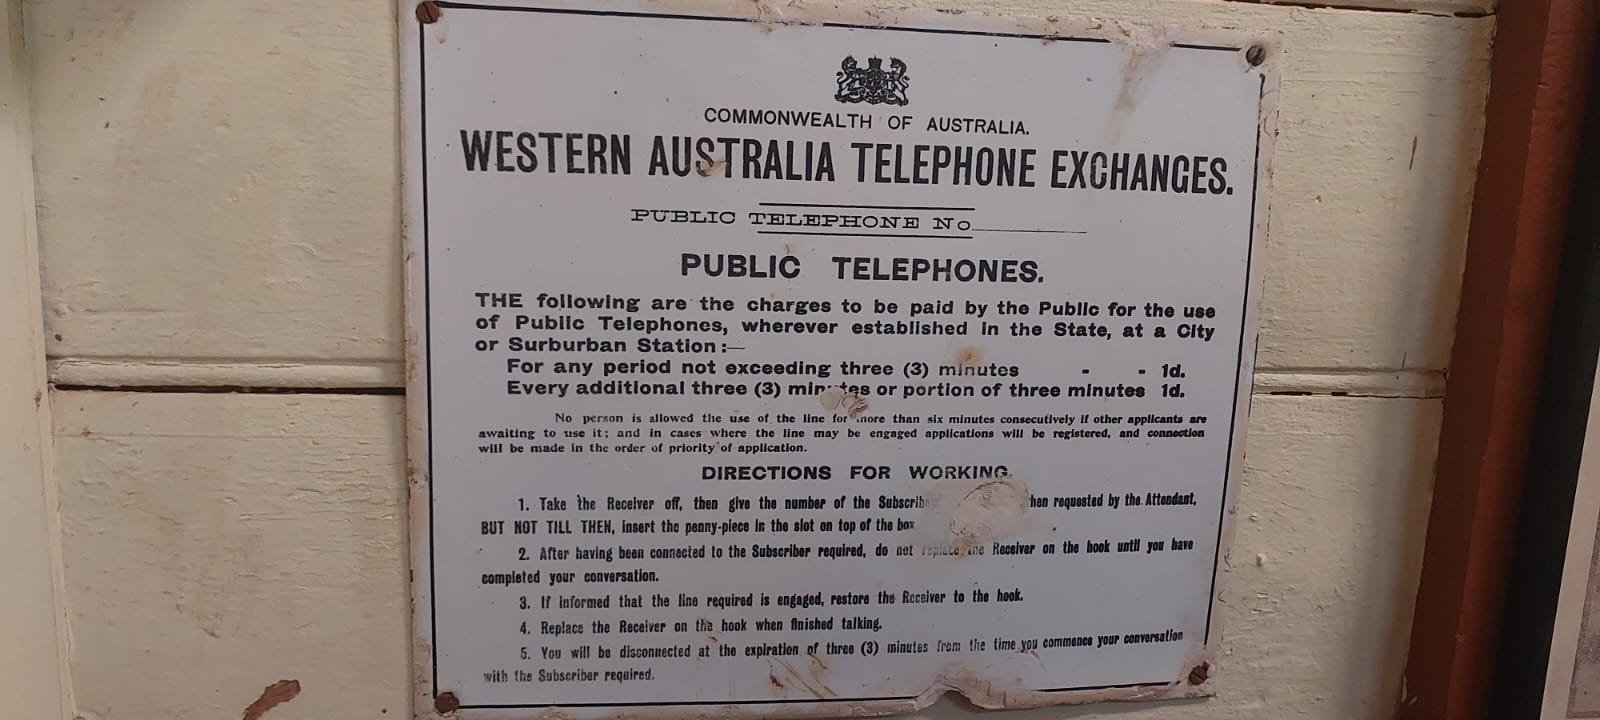 COMMONWEALTH OF AUSTRALIA.
WESTERN AUSTRALIA TELEPHONE EXCHANGES.
PUBLIC TELEPHONE No
PUBLIC TELEPHONES.
THE following are the charges to be paid by the Public for the use
of Public Telephones, wherever established in the State, at a City
or Surburban Station :—
For any period not exceeding three (3) minutes - - 1d.
Every additional three (3) minutes or portion of three minutes 1d.
No person is allowed the use of the line for more than six minutes consecutively if other applicants are
awaiting to use it; and in cases where the line may be engaged applications will be registered, and connection
will be made in the order of priority of application.
DIRECTIONS FOR WORKING.
1. Take the Receiver off, then give the number of the Subscrib hen requested by the Attendant,
BUT NOT TILL THEN, insert the penny-piece in the slot on top of the box
2. After having been connected to the Subscriber required, do not replace the Receiver on the hook until you have
completed your conversation.
3. If informed that the line required is engaged, restore the Receiver to the hook.
4. Replace the Receiver on the hook when finished talking.
5. You will be disconnected at the expiration of three (3) minutes from the time you commence your conversation
with the Subscriber required.